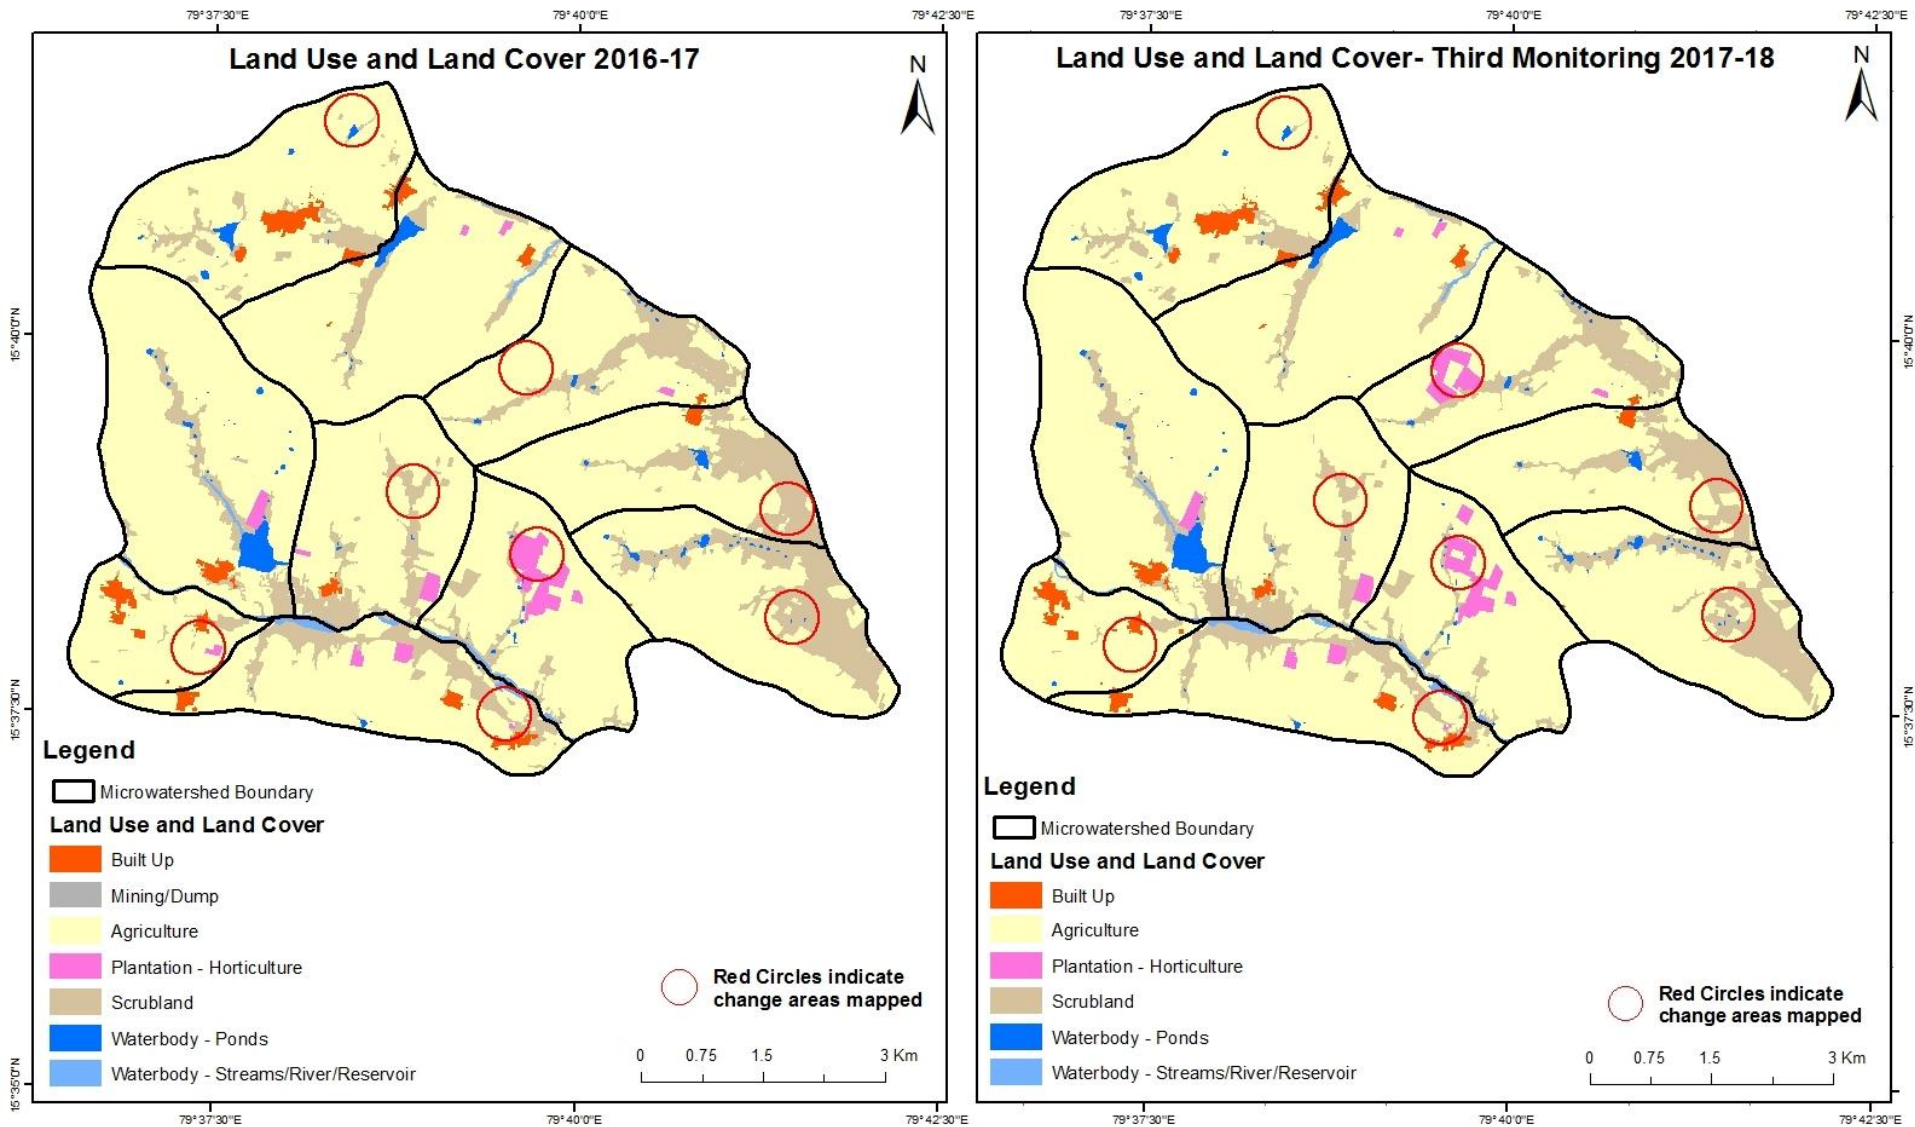 79°37'30"E
79°40'0"E
79°42'30"E
Land Use and Land Cover 2016-17
N
15°40'0"N
15°37'30"N
15°35'0"N
Legend
Microwatershed Boundary
Land Use and Land Cover
Built Up
Mining/Dump
Agriculture
Plantation - Horticulture
Scrubland
Waterbody - Ponds
Waterbody - Streams/River/Reservoir
Red Circles indicate
change areas mapped
0 0.75 1.5 3 Km
79°37'30"E
79°40'0"E
79°42'30"E
79°37'30"E
79°40'0"E
79°42'30"E
Land Use and Land Cover- Third Monitoring 2017-18
N
15°40'0"N
15°37'30"N
Legend
Microwatershed Boundary
Land Use and Land Cover
Built Up
Agriculture
Plantation - Horticulture
Scrubland
Waterbody - Ponds
Waterbody - Streams/River/Reservoir
Red Circles indicate
change areas mapped
0 0.75 1.5 3 Km
79°37'30"E
79°40'0"E
79°42'30"E